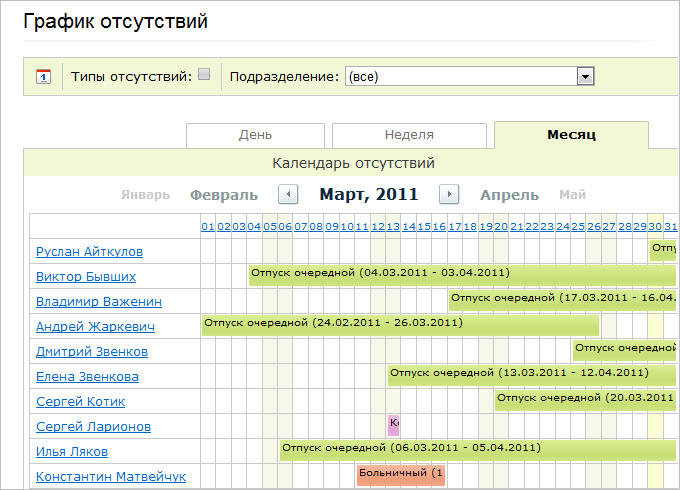 График отсутствий
1 Типы отсутствий: Подразделение: (все)
День Неделя Месяц
Календарь отсутствий
Январь Февраль Март, 2011 Апрель Май
01 02 03 04 05 06 07 08 09 10 11 12 13 14 15 16 17 18 19 20 21 22 23 24 25 26 27 28 29 30 31
Руслан Айткулов Отпу
Виктор Бывших Отпуск очередной (04.03.2011 - 03.04.2011)
Владимир Важенин Отпуск очередной (17.03.2011 - 16.04.
Андрей Жаркевич Отпуск очередной (24.02.2011 - 26.03.2011)
Дмитрий Звенков Отпуск очередной
Елена Звенкова Отпуск очередной (13.03.2011 - 12.04.2011)
Сергей Котик Отпуск очередной (20.03.2011
Сергей Ларионов Ко
Илья Ляков Отпуск очередной (06.03.2011 - 05.04.2011)
Константин Матвейчук Больничный (1